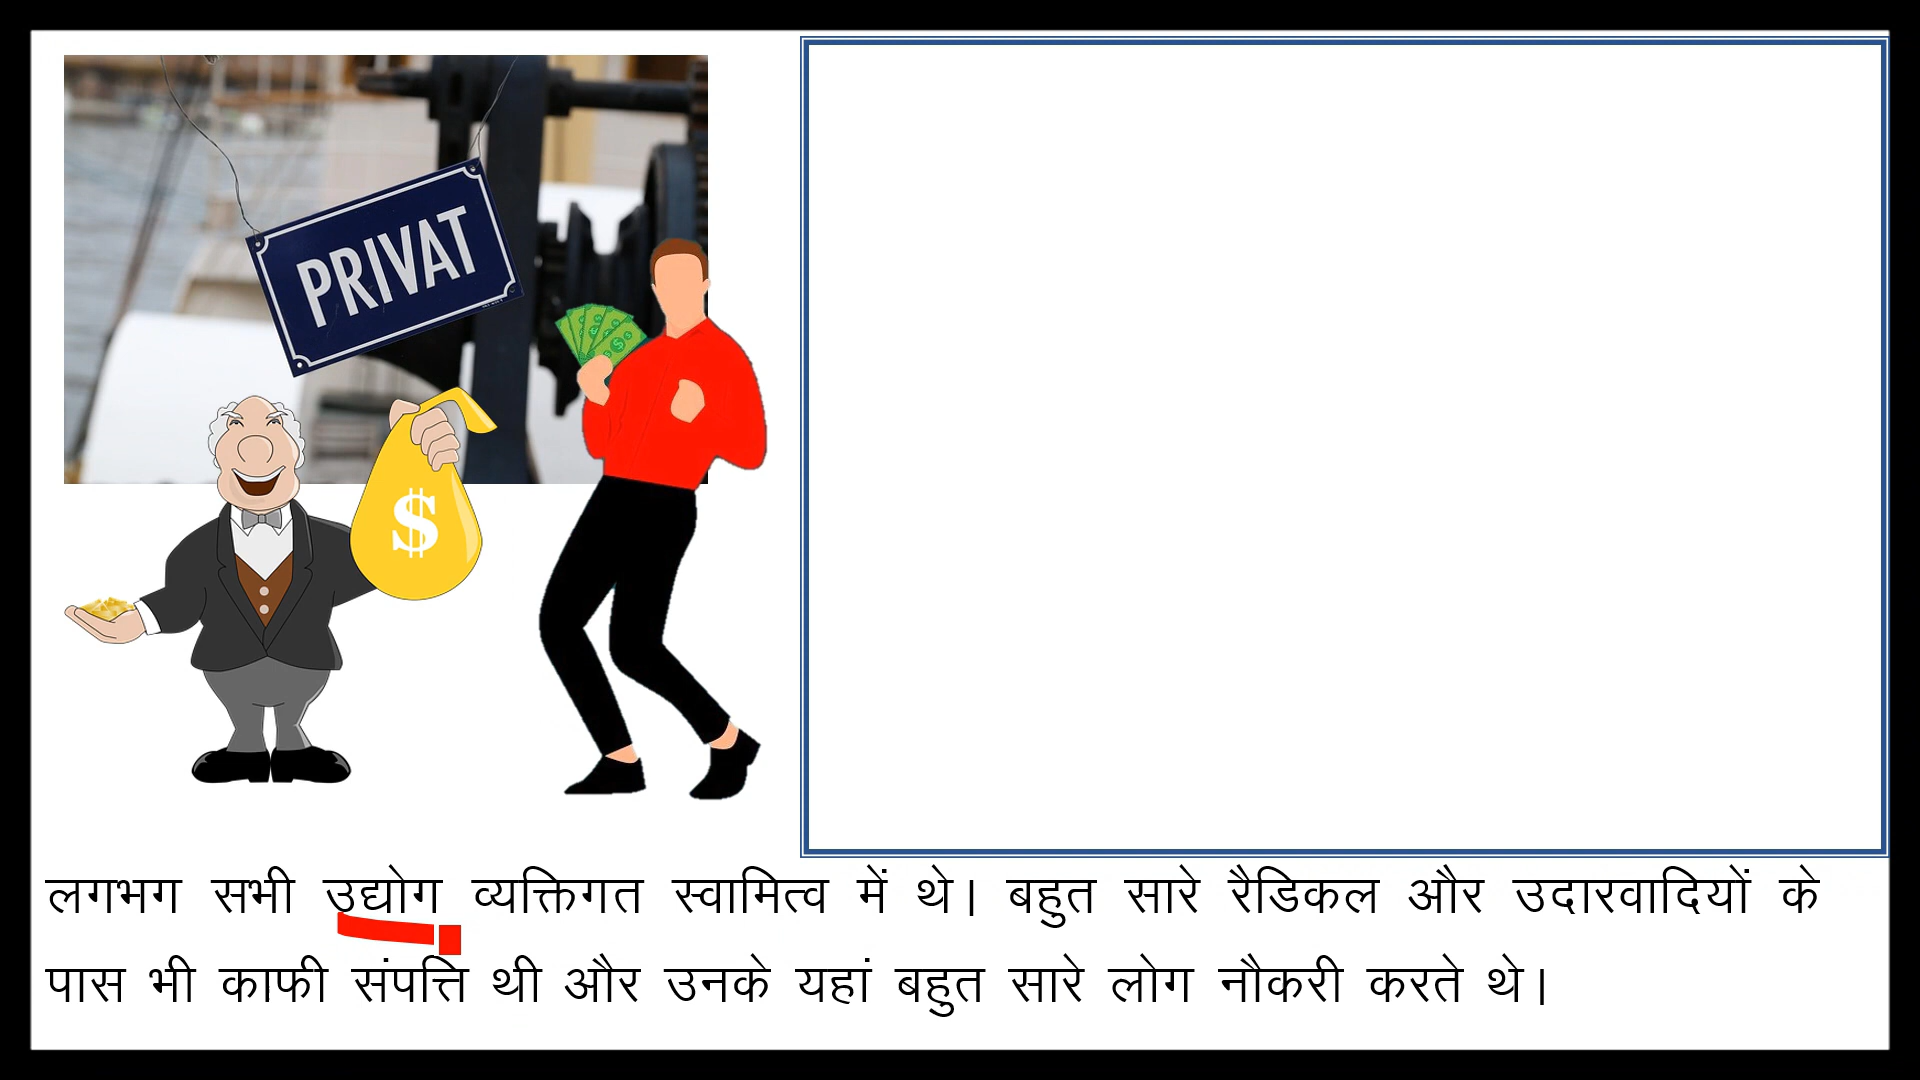 PRIVAT
$
लगभग सभी उद्योग व्यक्तिगत स्वामित्व में थे। बहुत सारे रैडिकल और उदारवादियों के
पास भी काफी संपत्ति थी और उनके यहां बहुत सारे लोग नौकरी करते थे।